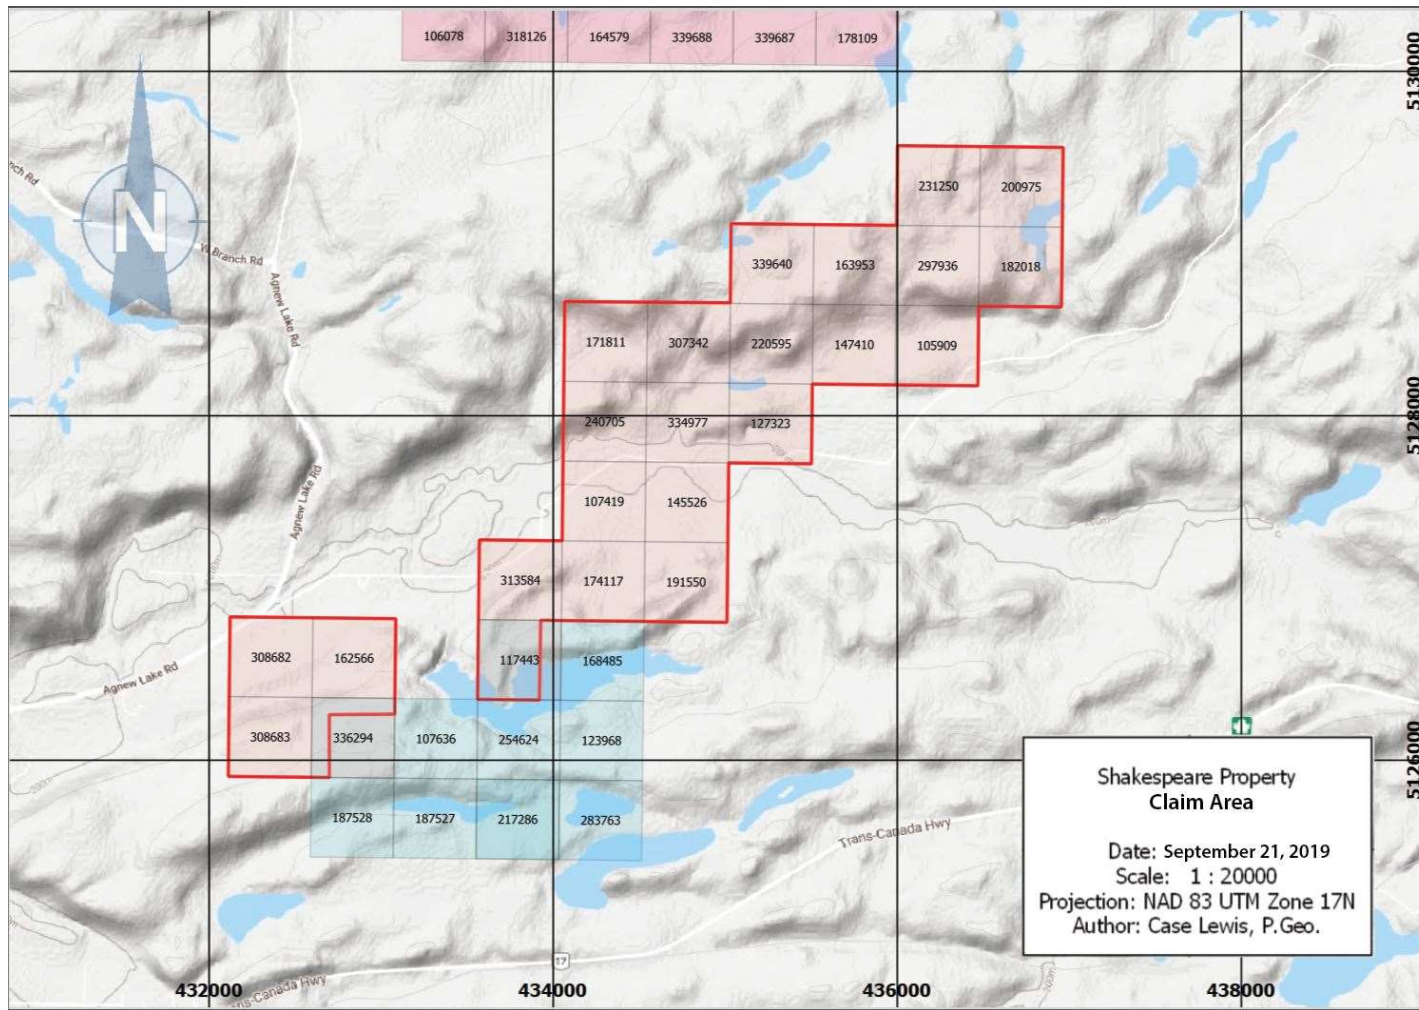 106078 318126 164579 339688 339687 178109
5130000
nch Rd
N
231250 200975
W Branch Rd
339640 163953 297936 182018
Agnew Lake Rd
171811 307342 220595 147410 105909
240705 334977 127323
5128000
Agnew Lake Rd
107419 145526
313584 174117 191550
308682 162566 117443 168485
Agnew Lake Rd
308683 336294 107636 254624 123968
5126000
187528 187527 217286 283763
Trans-Canada Hwy
Shakespeare Property
Claim Area
Date: September 21, 2019
Scale: 1 : 20000
Projection: NAD 83 UTM Zone 17N
Author: Case Lewis, P.Geo.
17
ns-Canada Hwy
432000 434000 436000 438000